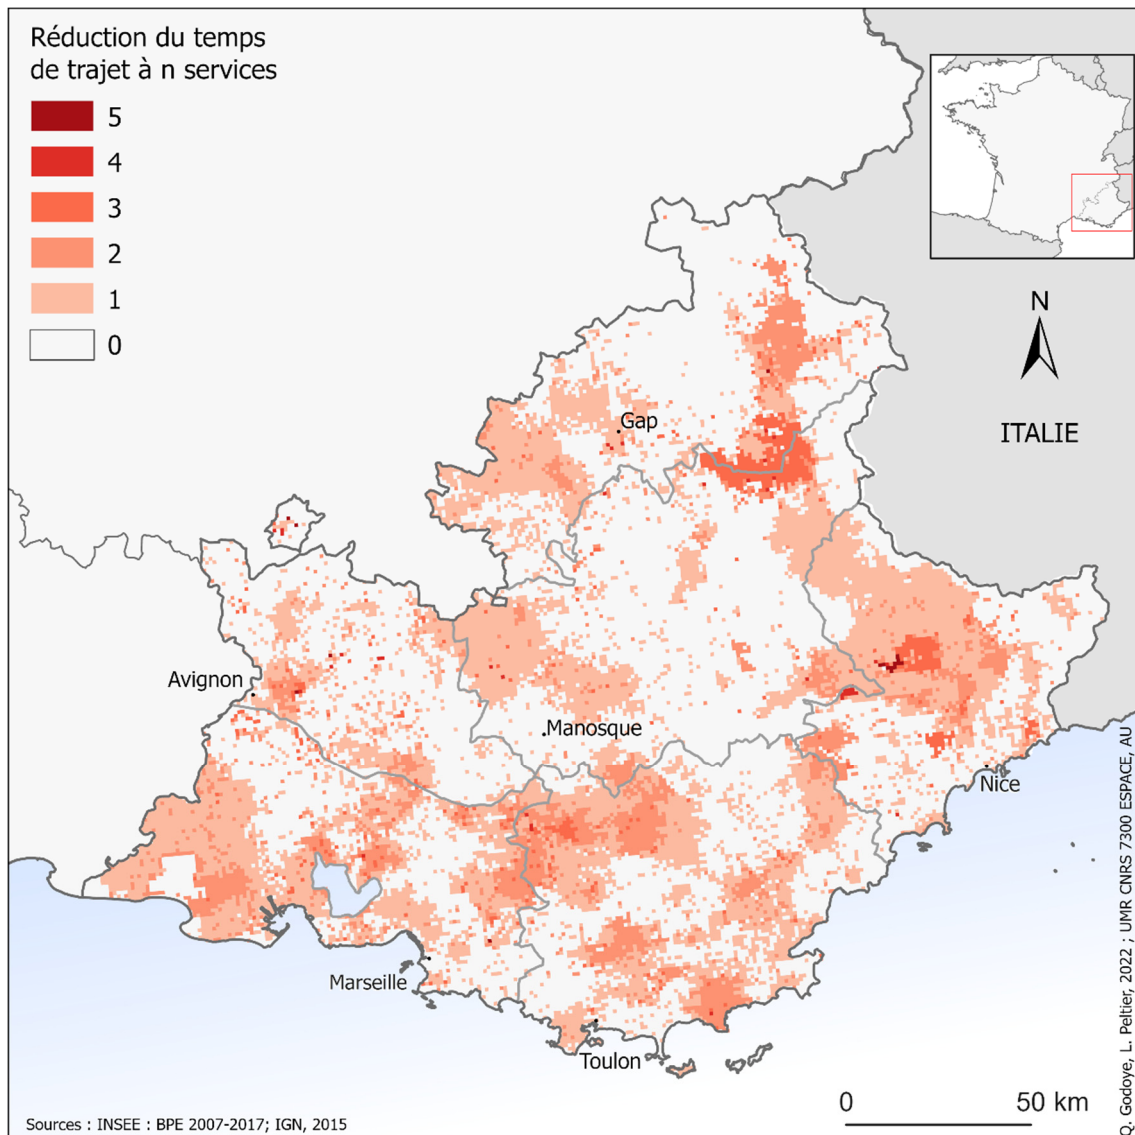 Réduction du temps
de trajet à n services
5
4
3
2
1
0
N
ITALIE
Gap
Avignon
Manosque
Nice
Marseille
Toulon
0 50 km
Sources : INSEE : BPE 2007-2017; IGN, 2015
Q. Godoye, L. Peltier, 2022 ; UMR CNRS 7300 ESPACE, AU